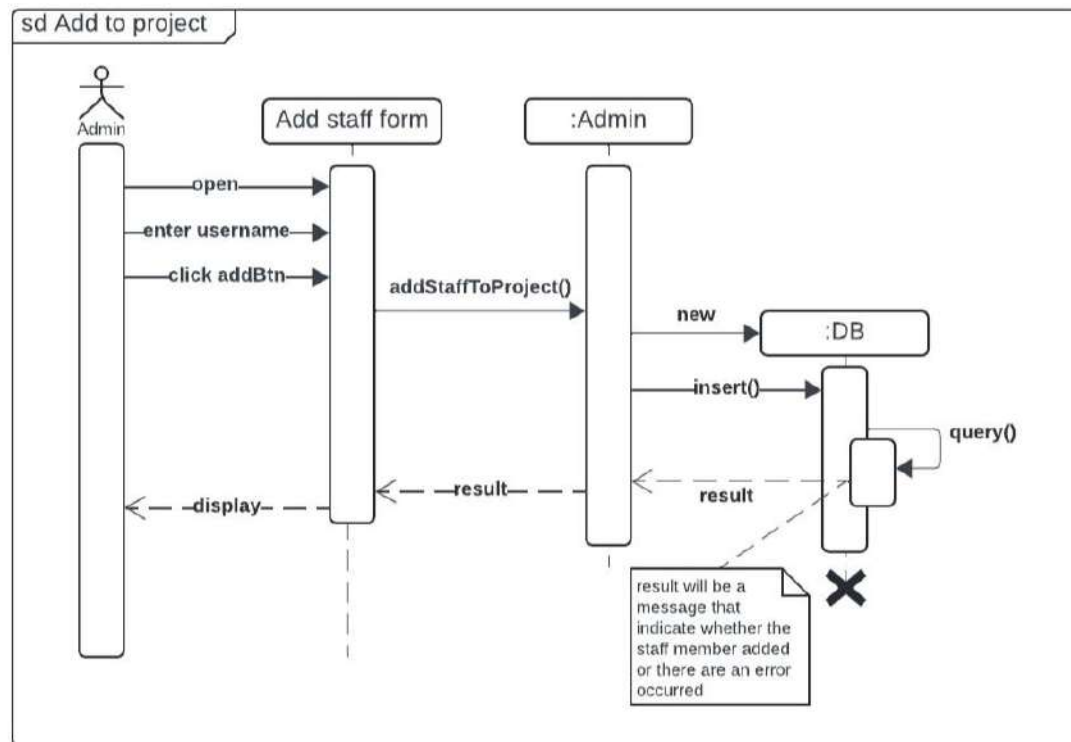 sd Add to project
Admin
Add staff form
:Admin
open
enter username
click addBtn
addStaffToProject()
new
:DB
insert()
query()
result
result
display
result will be a
message that
indicate whether the
staff member added
or there are an error
occurred